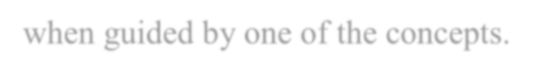 when guided by one of the concepts.